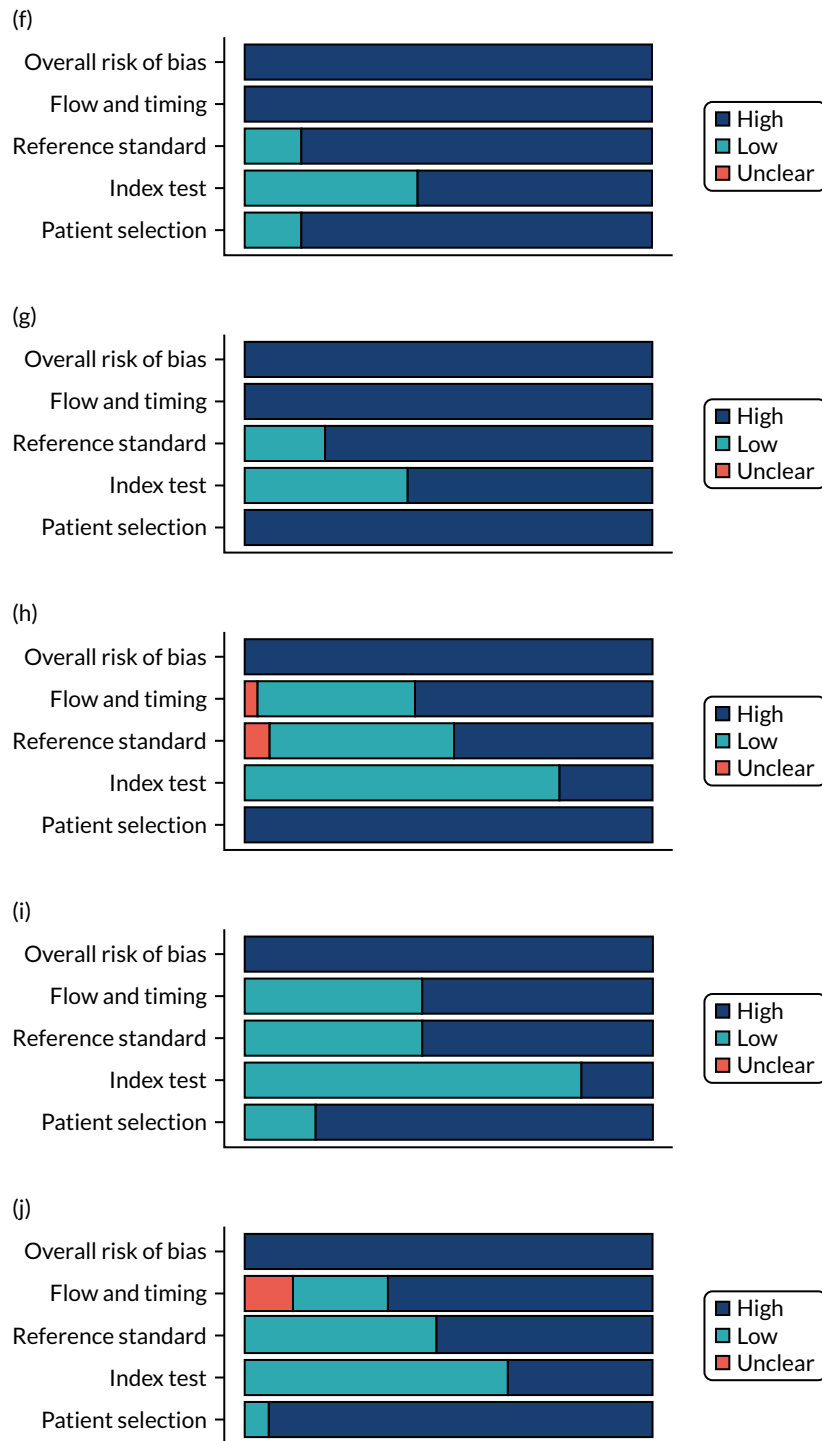 (f)
Overall risk of bias
Flow and timing
Reference standard
Index test
Patient selection
High
Low
Unclear
(g)
Overall risk of bias
Flow and timing
Reference standard
Index test
Patient selection
High
Low
Unclear
(h)
Overall risk of bias
Flow and timing
Reference standard
Index test
Patient selection
High
Low
Unclear
(i)
Overall risk of bias
Flow and timing
Reference standard
Index test
Patient selection
High
Low
Unclear
(j)
Overall risk of bias
Flow and timing
Reference standard
Index test
Patient selection
High
Low
Unclear